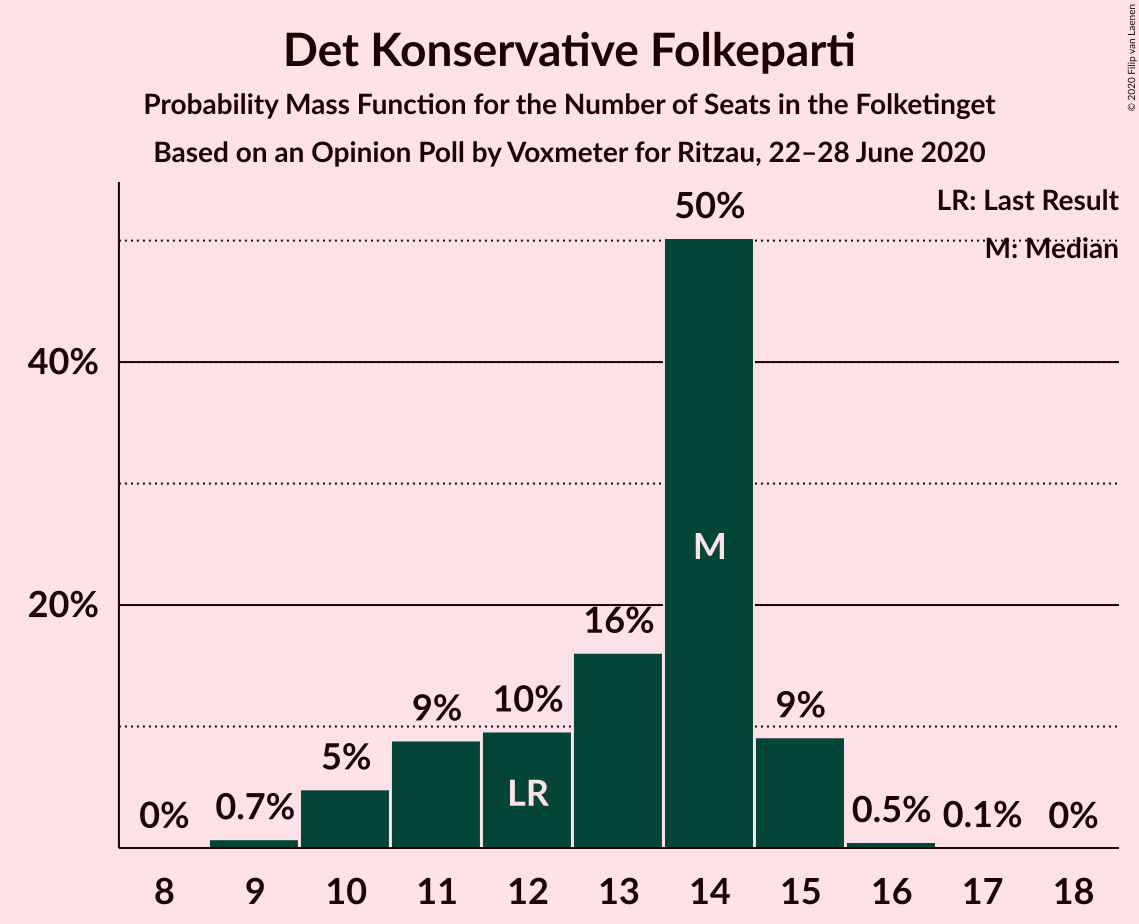 Det Konservative Folkeparti
Probability Mass Function for the Number of Seats in the Folketinget
Based on an Opinion Poll by Voxmeter for Ritzau, 22–28 June 2020
© 2020 Filip van Laenen
LR: Last Result
M: Median
40%
20%
0%
0.7%
5%
9%
10%
16%
50%
9%
0.5%
0.1%
0%
LR
M
8 9 10 11 12 13 14 15 16 17 18